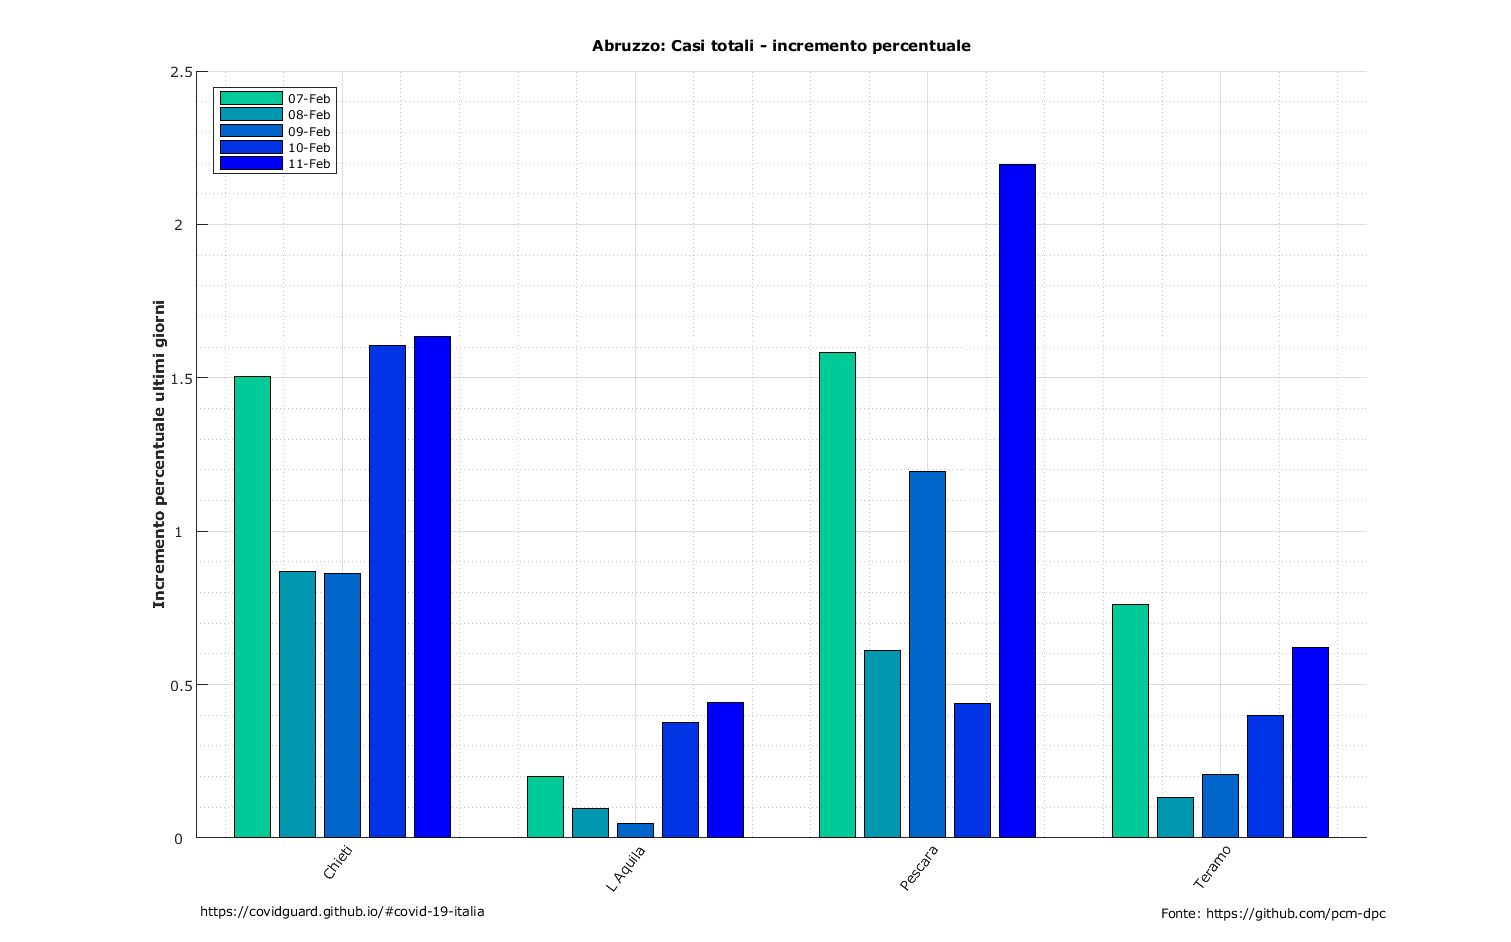 Abruzzo: Casi totali - incremento percentuale
2.5
07-Feb
08-Feb
09-Feb
10-Feb
11-Feb
2
1.5
1
0.5
0
Incremento percentuale ultimi giorni
Chieti
L Aquila
Pescara
Teramo
https://covidguard.github.io/#covid-19-italia
Fonte: https://github.com/pcm-dpc